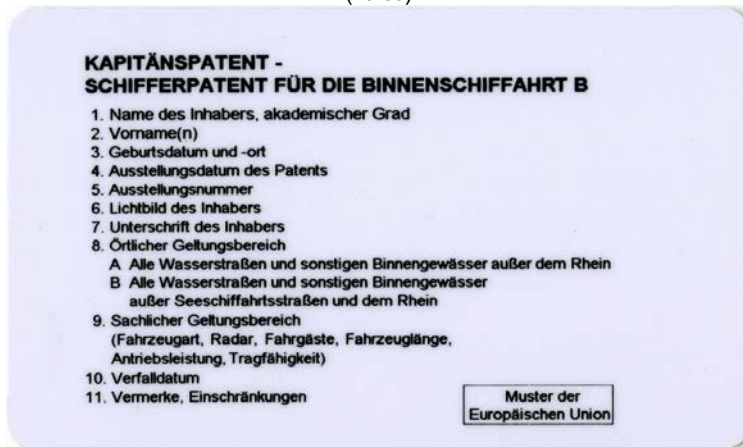 KAPITÄNSPATENT -
SCHIFFERPATENT FÜR DIE BINNENSCHIFFAHRT B
1. Name des Inhabers, akademischer Grad
2. Vorname(n)
3. Geburtsdatum und -ort
4. Ausstellungsdatum des Patents
5. Ausstellungsnummer
6. Lichtbild des Inhabers
7. Unterschrift des Inhabers
8. Örtlicher Geltungsbereich
A Alle Wasserstraßen und sonstigen Binnengewässer außer dem Rhein
B Alle Wasserstraßen und sonstigen Binnengewässer
außer Seeschiffahrtsstraßen und dem Rhein
9. Sachlicher Geltungsbereich
(Fahrzeugart, Radar, Fahrgäste, Fahrzeuglänge,
Antriebsleistung, Tragfähigkeit)
10. Verfalldatum
11. Vermerke, Einschränkungen
Muster der
Europäischen Union